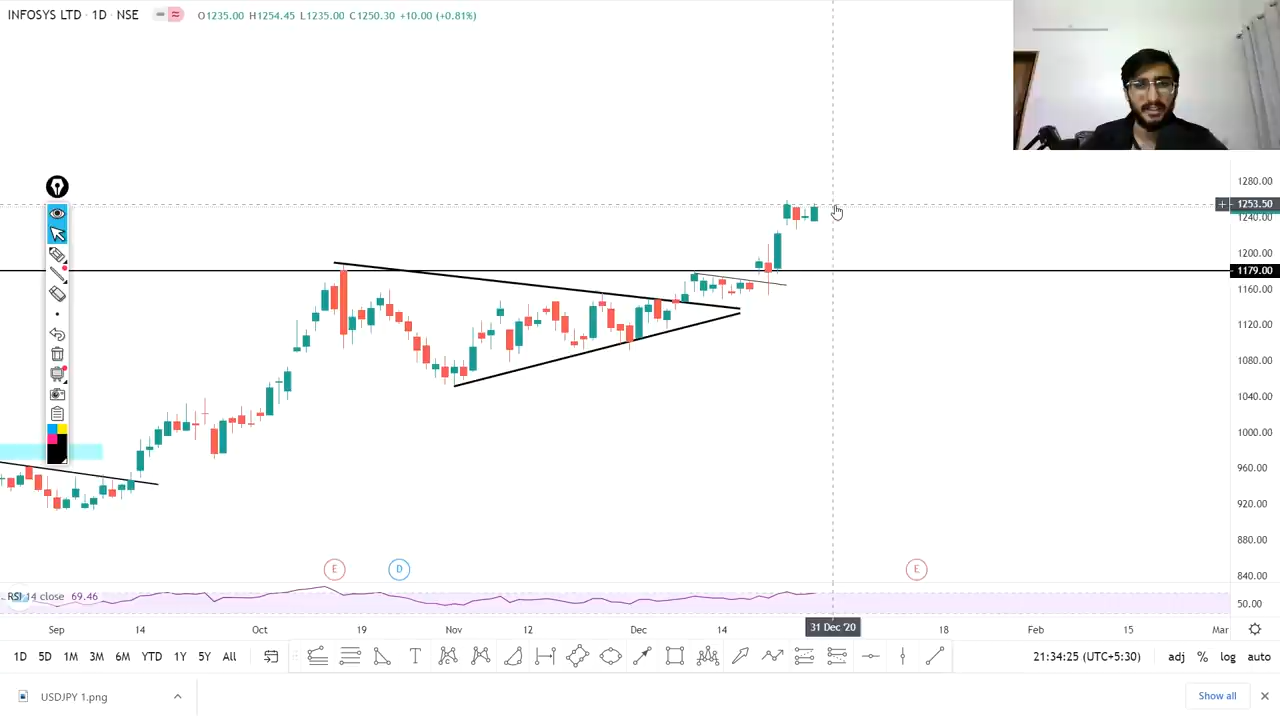 INFOSYS LTD · 1D · NSE
O1235.00 H1254.45 L1235.00 C1250.30 +10.00 (+0.81%)
1280.00
1253.50
1240.00
1200.00
1179.00
1160.00
1120.00
1080.00
1040.00
1000.00
960.00
920.00
880.00
840.00
E
D
E
RSI 14 close 69.46
50.00
Sep
14
Oct
19
Nov
12
Dec
14
31 Dec '20
18
Feb
15
Mar
1D 5D 1M 3M 6M YTD 1Y 5Y All
T
21:34:25 (UTC+5:30)
adj % log auto
USDJPY 1.png
Show all